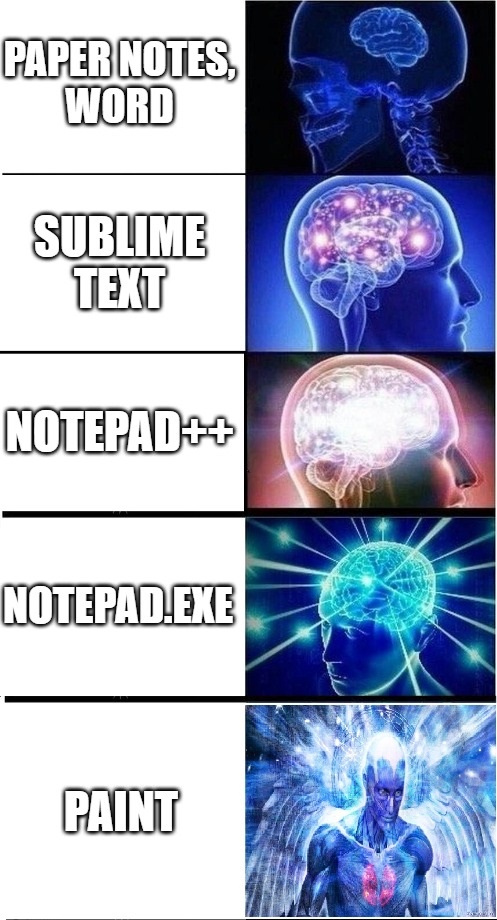 PAPER NOTES,
WORD
SUBLIME
TEXT
NOTEPAD++
NOTEPAD.EXE
PAINT